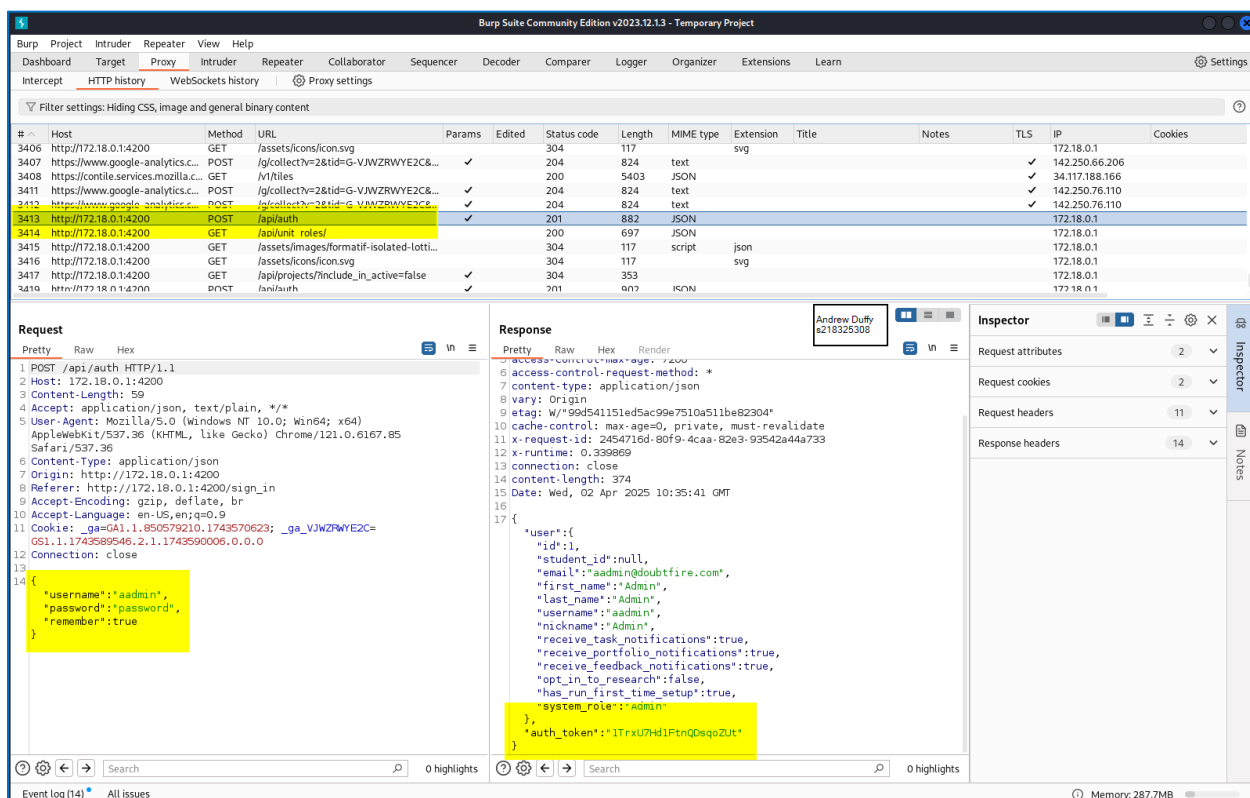 Burp Suite Community Edition v2023.12.1.3 - Temporary Project
Burp Project Intruder Repeater View Help
Dashboard Target Proxy Intruder Repeater Collaborator Sequencer Decoder Comparer Logger Organizer Extensions Learn Settings
Intercept HTTP history WebSockets history Proxy settings
Filter settings: Hiding CSS, image and general binary content
# Host Method URL Params Edited Status code Length MIME type Extension Title Notes TLS IP Cookies
3406 http://172.18.0.1:4200 GET /assets/icons/icon.svg 304 117 svg 172.18.0.1
3407 https://www.google-analytics.c... POST /g/collect?v=2&tid=G-VJWZRWYE2C&... ✓ 204 824 text ✓ 142.250.66.206
3408 https://contile.services.mozilla.c... GET /v1/tiles 200 5403 JSON ✓ 34.117.188.166
3411 https://www.google-analytics.c... POST /g/collect?v=2&tid=G-VJWZRWYE2C&... ✓ 204 824 text ✓ 142.250.76.110
3412 https://www.google-analytics.c... POST /g/collect?v=2&tid=G-VJWZRWYE2C&... ✓ 204 824 text ✓ 142.250.76.110
3413 http://172.18.0.1:4200 POST /api/auth ✓ 201 882 JSON 172.18.0.1
3414 http://172.18.0.1:4200 GET /api/unit_roles/ 200 697 JSON 172.18.0.1
3415 http://172.18.0.1:4200 GET /assets/images/formatif-isolated-lotti... 304 117 script json 172.18.0.1
3416 http://172.18.0.1:4200 GET /assets/icons/icon.svg 304 117 svg 172.18.0.1
3417 http://172.18.0.1:4200 GET /api/projects/?include_in_active=false ✓ 304 353 172.18.0.1
3419 http://172.18.0.1:4200 POST /api/auth ✓ 201 902 JSON 172.18.0.1
Request
Pretty Raw Hex \n
1 POST /api/auth HTTP/1.1
2 Host: 172.18.0.1:4200
3 Content-Length: 59
4 Accept: application/json, text/plain, */*
5 User-Agent: Mozilla/5.0 (Windows NT 10.0; Win64; x64)
AppleWebKit/537.36 (KHTML, like Gecko) Chrome/121.0.6167.85
Safari/537.36
6 Content-Type: application/json
7 Origin: http://172.18.0.1:4200
8 Referer: http://172.18.0.1:4200/sign_in
9 Accept-Encoding: gzip, deflate, br
10 Accept-Language: en-US,en;q=0.9
11 Cookie: _ga=GA1.1.850579210.1743570623; _ga_VJWZRWYE2C=
GS1.1.1743589546.2.1.1743590006.0.0.0
12 Connection: close
13
14 {
"username":"aadmin",
"password":"password",
"remember":true
}
Search 0 highlights
Response
Andrew Duffy
s218325308
Pretty Raw Hex Render \n
5 access-control-max-age: 7200
6 access-control-request-method: *
7 content-type: application/json
8 vary: Origin
9 etag: W/"99d541151ed5ac99e7510a511be82304"
10 cache-control: max-age=0, private, must-revalidate
11 x-request-id: 2454716d-80f9-4caa-82e3-93542a44a733
12 x-runtime: 0.339869
13 connection: close
14 content-length: 374
15 Date: Wed, 02 Apr 2025 10:35:41 GMT
16
17 {
"user":{
"id":1,
"student_id":null,
"email":"aadmin@doubtfire.com",
"first_name":"Admin",
"last_name":"Admin",
"username":"aadmin",
"nickname":"Admin",
"receive_task_notifications":true,
"receive_portfolio_notifications":true,
"receive_feedback_notifications":true,
"opt_in_to_research":false,
"has_run_first_time_setup":true,
"system_role":"Admin"
},
"auth_token":"1TrxU7Hd1FtnQDsqoZUt"
}
Search 0 highlights
Inspector
Request attributes 2
Request cookies 2
Request headers 11
Response headers 14
Inspector
Notes
Event log (14) All issues Memory: 287.7MB